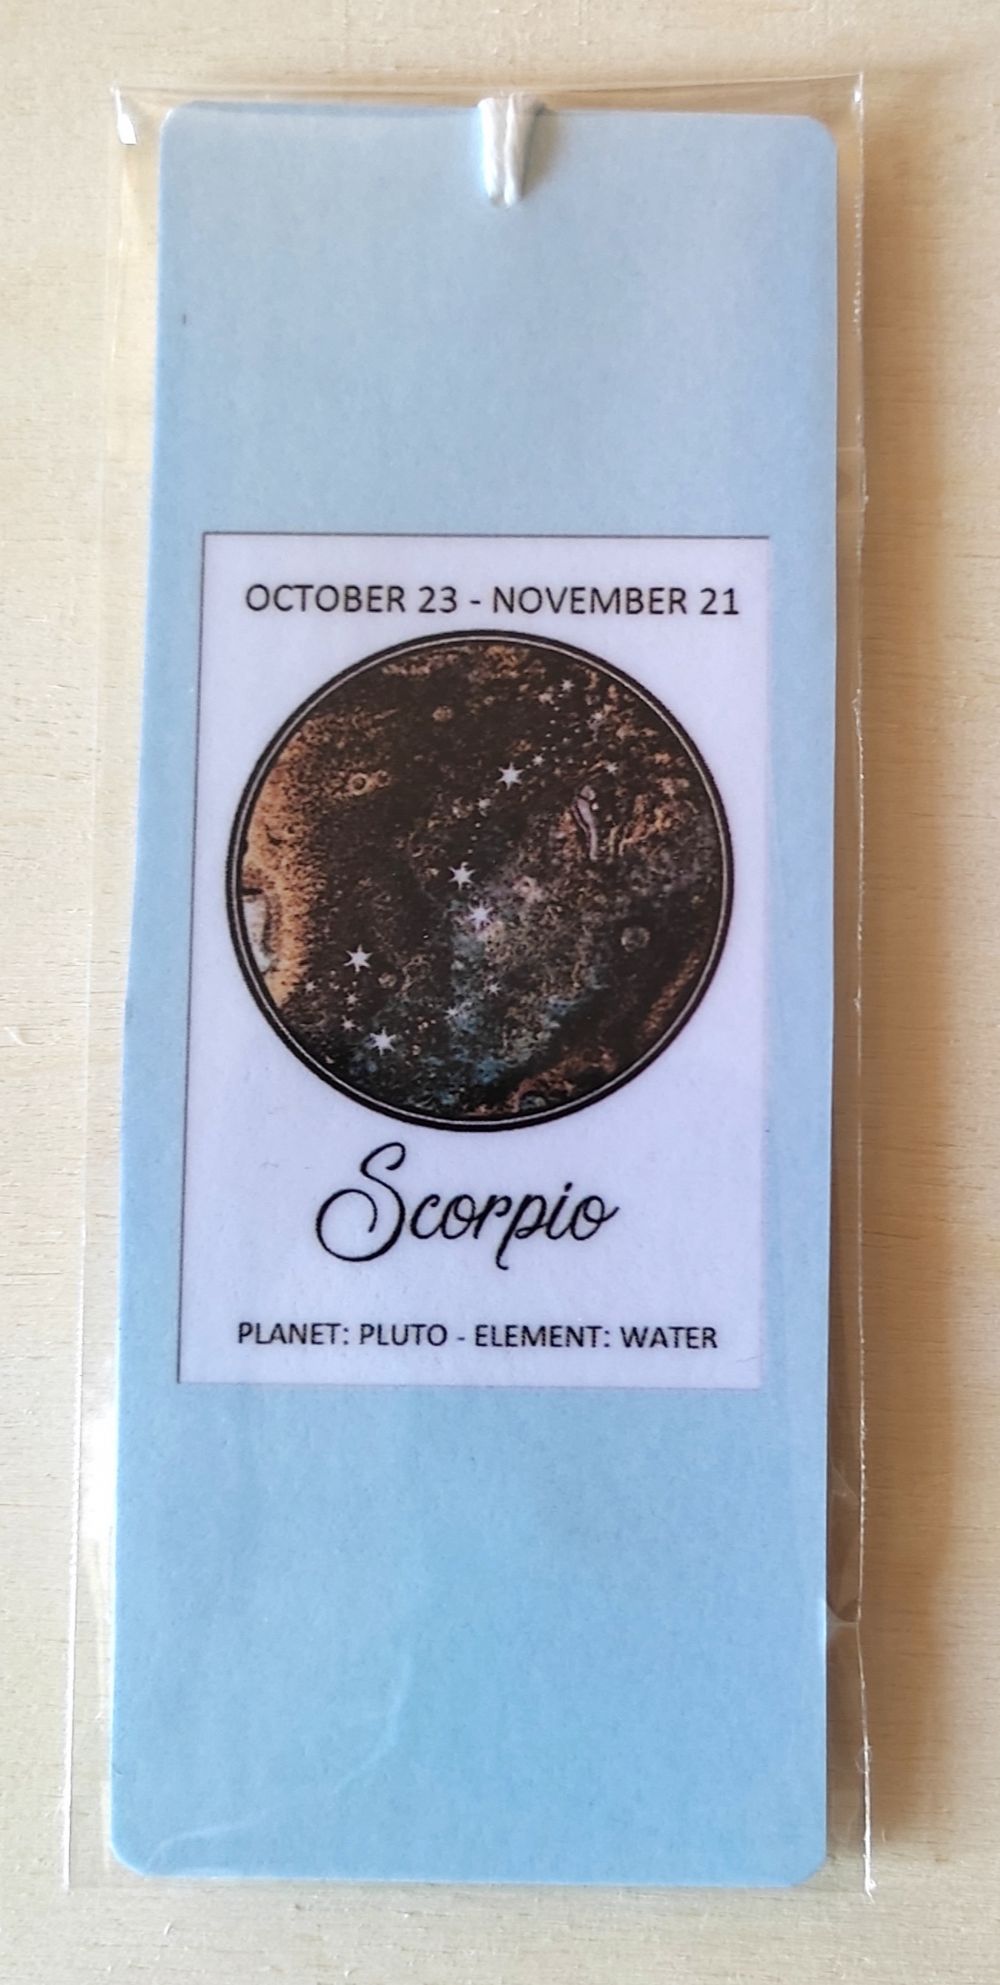 OCTOBER 23 - NOVEMBER 21
Scorpio
PLANET: PLUTO - ELEMENT: WATER